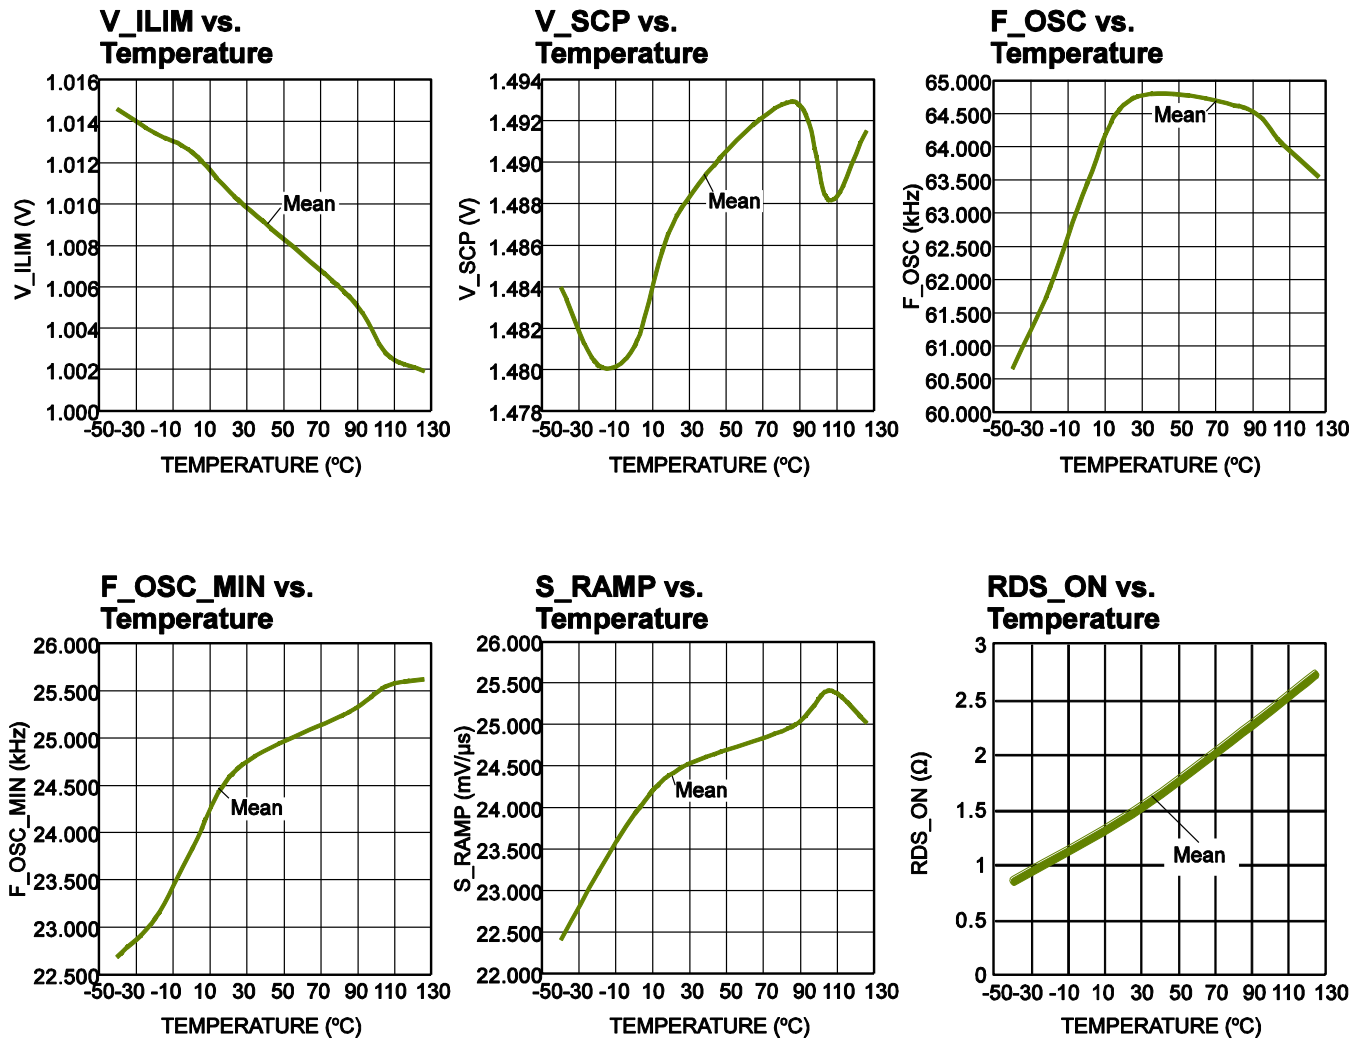 V_ILIM vs.
Temperature
V_ILIM (V)
1.016
1.014
1.012
1.010
1.008
1.006
1.004
1.002
1.000
Mean
-50 -30 -10 10 30 50 70 90 110 130
TEMPERATURE (ºC)
V_SCP vs.
Temperature
V_SCP (V)
1.494
1.492
1.490
1.488
1.486
1.484
1.482
1.480
1.478
Mean
-50 -30 -10 10 30 50 70 90 110 130
TEMPERATURE (ºC)
F_OSC vs.
Temperature
F_OSC (kHz)
65.000
64.500
64.000
63.500
63.000
62.500
62.000
61.500
61.000
60.500
60.000
Mean
-50 -30 -10 10 30 50 70 90 110 130
TEMPERATURE (ºC)
F_OSC_MIN vs.
Temperature
F_OSC_MIN (kHz)
26.000
25.500
25.000
24.500
24.000
23.500
23.000
22.500
Mean
-50 -30 -10 10 30 50 70 90 110 130
TEMPERATURE (ºC)
S_RAMP vs.
Temperature
S_RAMP (mV/µs)
26.000
25.500
25.000
24.500
24.000
23.500
23.000
22.500
22.000
Mean
-50 -30 -10 10 30 50 70 90 110 130
TEMPERATURE (ºC)
RDS_ON vs.
Temperature
RDS_ON (Ω)
3
2.5
2
1.5
1
0.5
0
Mean
-50 -30 -10 10 30 50 70 90 110 130
TEMPERATURE (ºC)